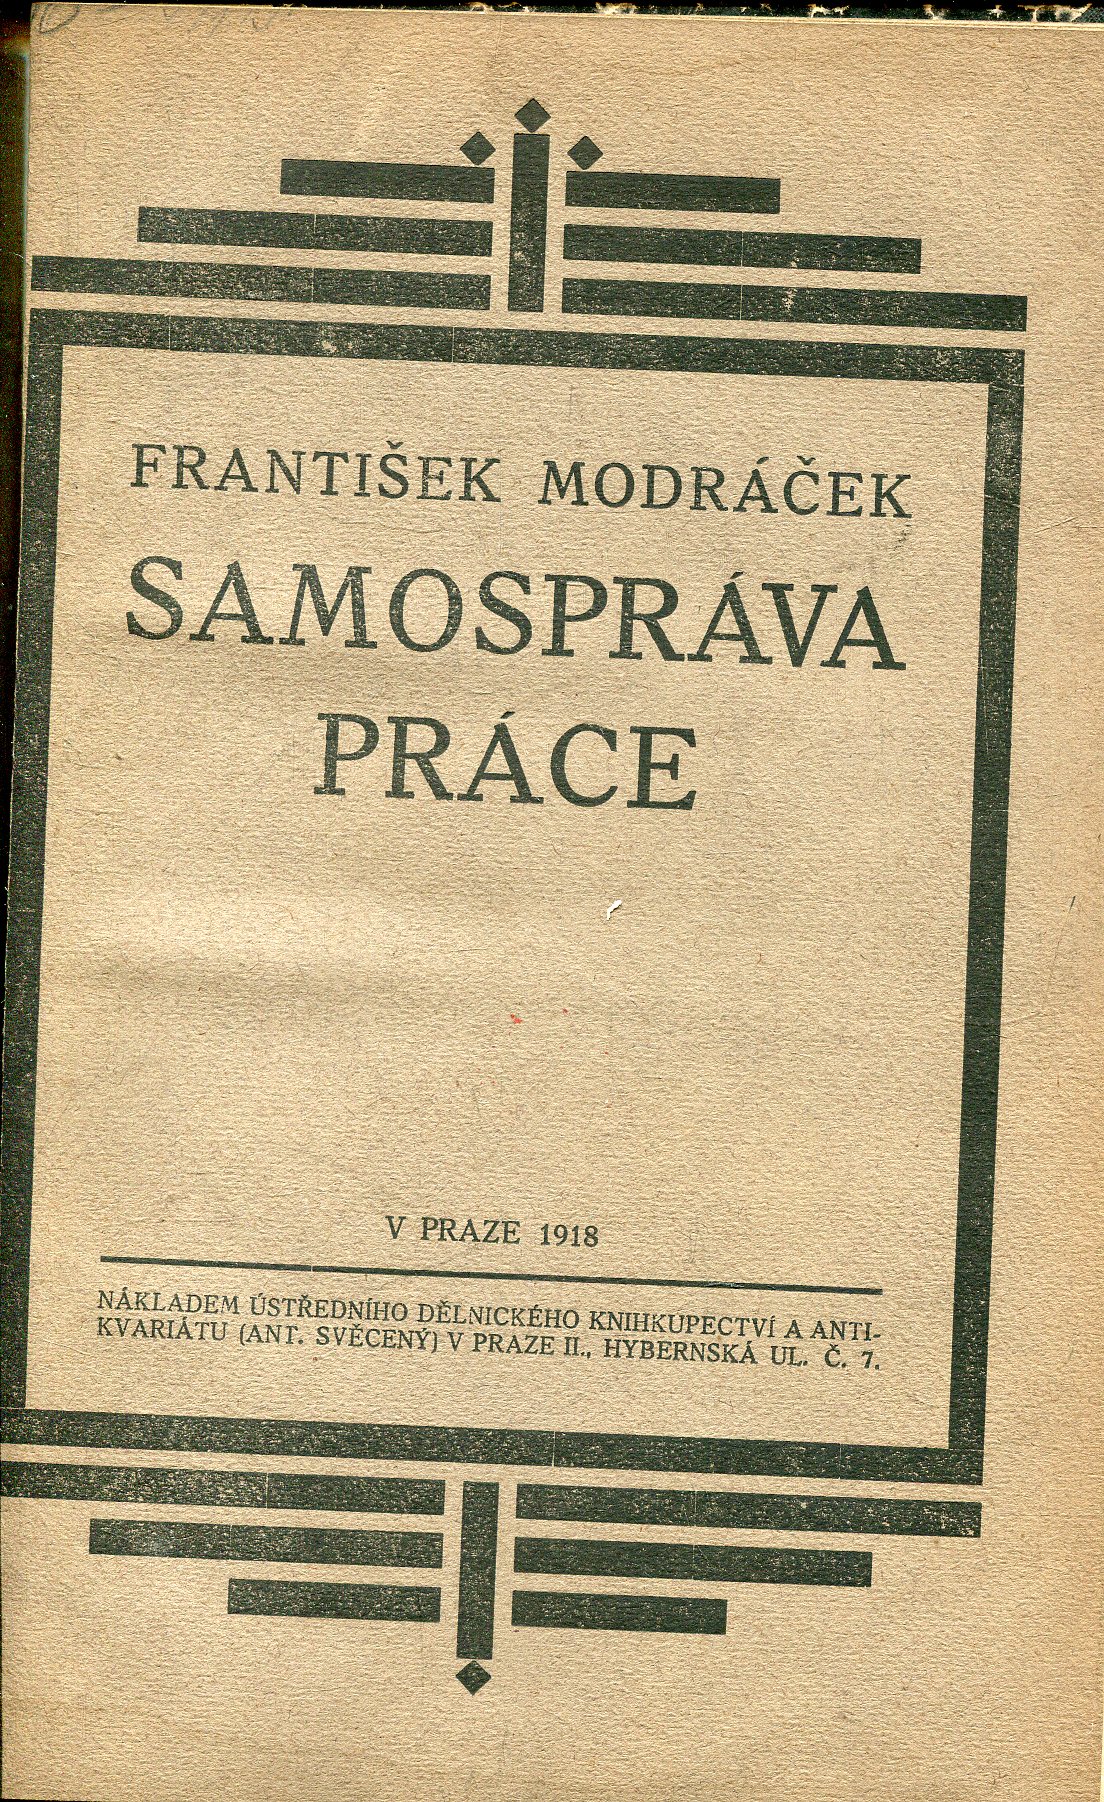 FRANTIŠEK MODRÁČEK
SAMOSPRÁVA
PRÁCE
V PRAZE 1918
NÁKLADEM ÚSTŘEDNÍHO DĚLNICKÉHO KNIHKUPECTVÍ A ANTI-
KVARIÁTU (ANT. SVĚCENÝ) V PRAZE II., HYBERNSKÁ UL. Č. 7.